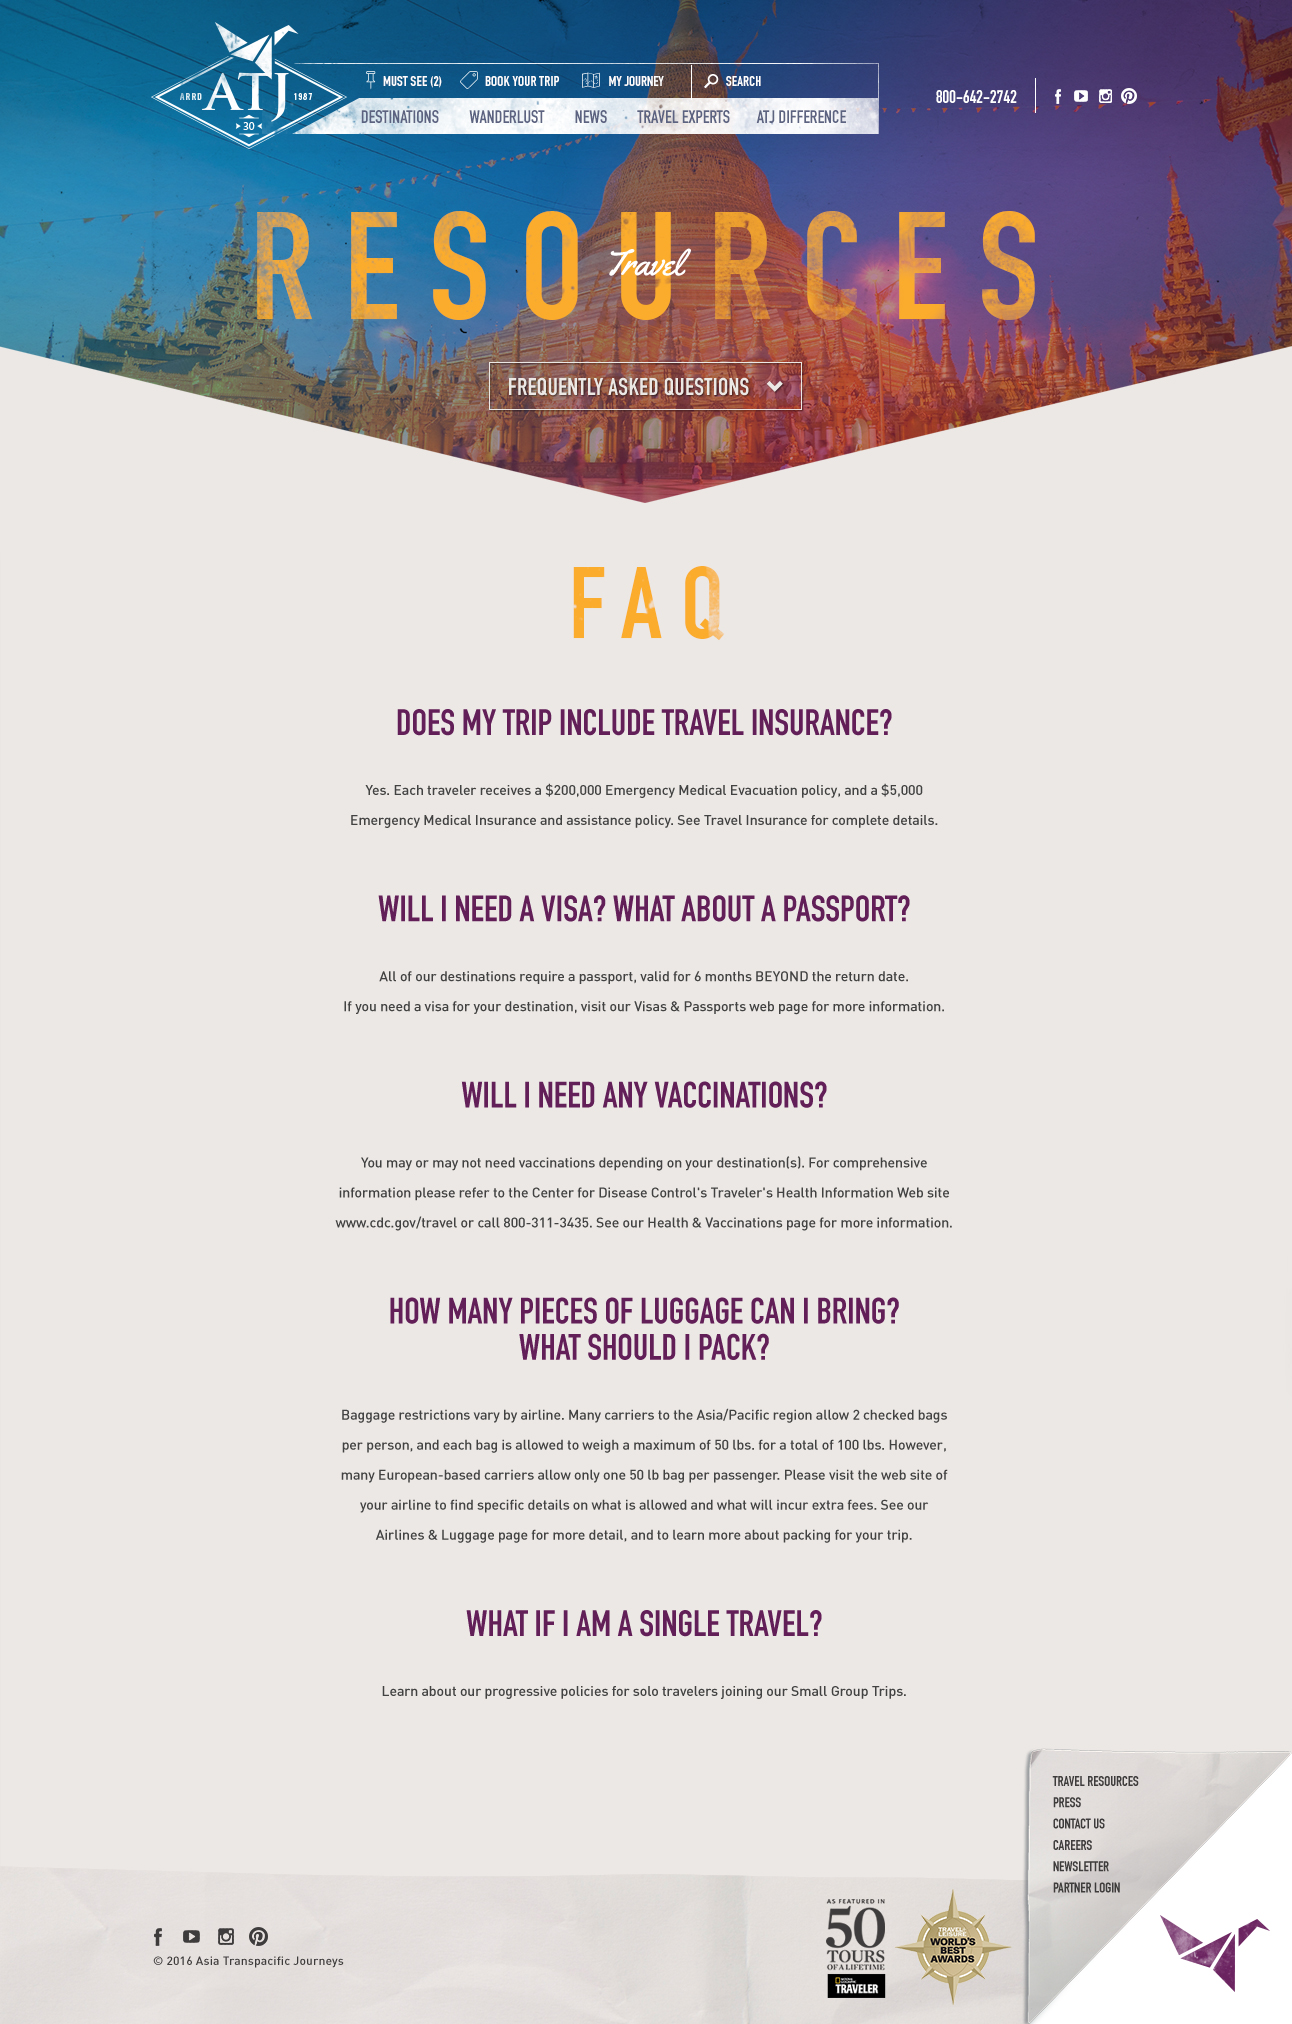 ATJ
ARRD
1987
30
MUST SEE (2)
BOOK YOUR TRIP
MY JOURNEY
SEARCH
DESTINATIONS
WANDERLUST
NEWS
TRAVEL EXPERTS
ATJ DIFFERENCE
800-642-2742
RESOURCES
Travel
FREQUENTLY ASKED QUESTIONS
FAQ
DOES MY TRIP INCLUDE TRAVEL INSURANCE?
Yes. Each traveler receives a $200,000 Emergency Medical Evacuation policy, and a $5,000
Emergency Medical Insurance and assistance policy. See Travel Insurance for complete details.
WILL I NEED A VISA? WHAT ABOUT A PASSPORT?
All of our destinations require a passport, valid for 6 months BEYOND the return date.
If you need a visa for your destination, visit our Visas & Passports web page for more information.
WILL I NEED ANY VACCINATIONS?
You may or may not need vaccinations depending on your destination(s). For comprehensive
information please refer to the Center for Disease Control's Traveler's Health Information Web site
www.cdc.gov/travel or call 800-311-3435. See our Health & Vaccinations page for more information.
HOW MANY PIECES OF LUGGAGE CAN I BRING?
WHAT SHOULD I PACK?
Baggage restrictions vary by airline. Many carriers to the Asia/Pacific region allow 2 checked bags
per person, and each bag is allowed to weigh a maximum of 50 lbs. for a total of 100 lbs. However,
many European-based carriers allow only one 50 lb bag per passenger. Please visit the web site of
your airline to find specific details on what is allowed and what will incur extra fees. See our
Airlines & Luggage page for more detail, and to learn more about packing for your trip.
WHAT IF I AM A SINGLE TRAVEL?
Learn about our progressive policies for solo travelers joining our Small Group Trips.
TRAVEL RESOURCES
PRESS
CONTACT US
CAREERS
NEWSLETTER
PARTNER LOGIN
© 2016 Asia Transpacific Journeys
AS FEATURED IN
50
TOURS
OF A LIFETIME
NATIONAL
GEOGRAPHIC
TRAVELER
TRAVEL+
LEISURE
WORLD'S
BEST
AWARDS